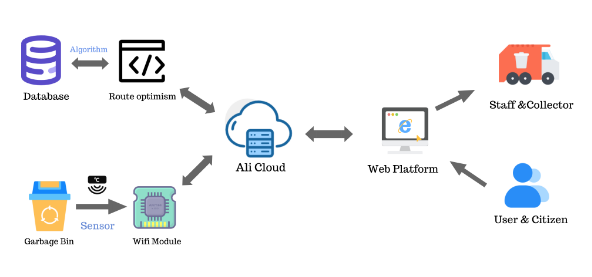 Algorithm
Database
Route optimism
Staff &Collector
°C
Ali Cloud
Web Platform
Sensor
Garbage Bin
Wifi Module
User & Citizen